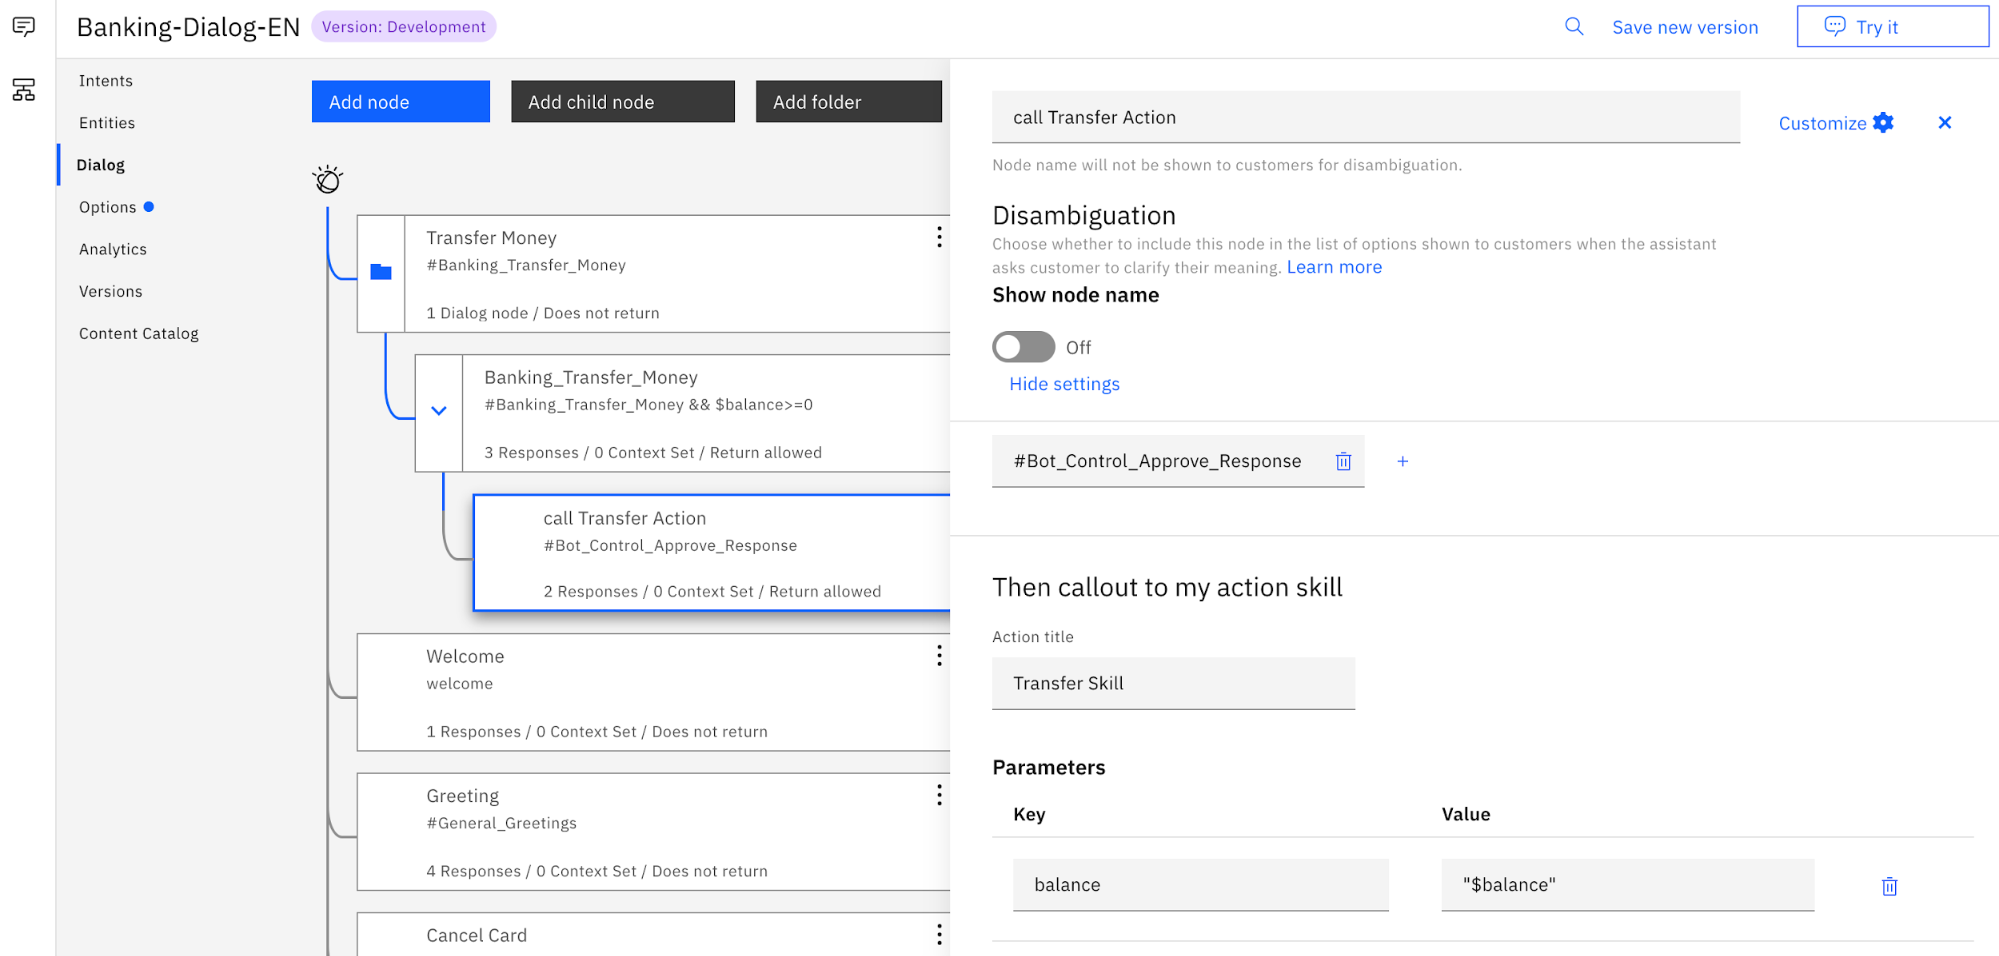 Banking-Dialog-EN
Version: Development
Save new version
Try it
Intents
Entities
Dialog
Options
Analytics
Versions
Content Catalog
Add node
Add child node
Add folder
Transfer Money
#Banking_Transfer_Money
1 Dialog node / Does not return
Banking_Transfer_Money
#Banking_Transfer_Money && $balance>=0
3 Responses / 0 Context Set / Return allowed
call Transfer Action
#Bot_Control_Approve_Response
2 Responses / 0 Context Set / Return allowed
Welcome
welcome
1 Responses / 0 Context Set / Does not return
Greeting
#General_Greetings
4 Responses / 0 Context Set / Does not return
Cancel Card
call Transfer Action
Customize
Node name will not be shown to customers for disambiguation.
Disambiguation
Choose whether to include this node in the list of options shown to customers when the assistant
asks customer to clarify their meaning. Learn more
Show node name
Off
Hide settings
#Bot_Control_Approve_Response
Then callout to my action skill
Action title
Transfer Skill
Parameters
Key
Value
balance
"$balance"